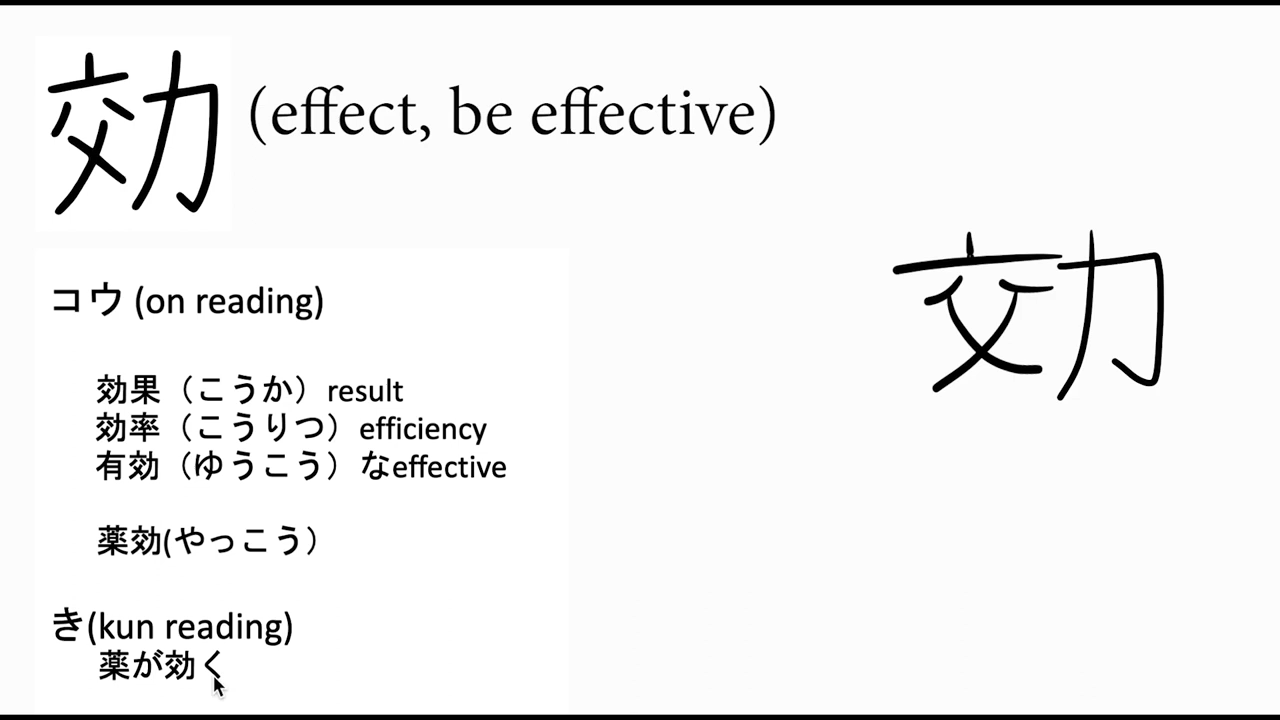 効 (effect, be effective)
効
コウ (on reading)
効果（こうか）result
効率（こうりつ）efficiency
有効（ゆうこう）なeffective
薬効(やっこう）
き(kun reading)
薬が効く